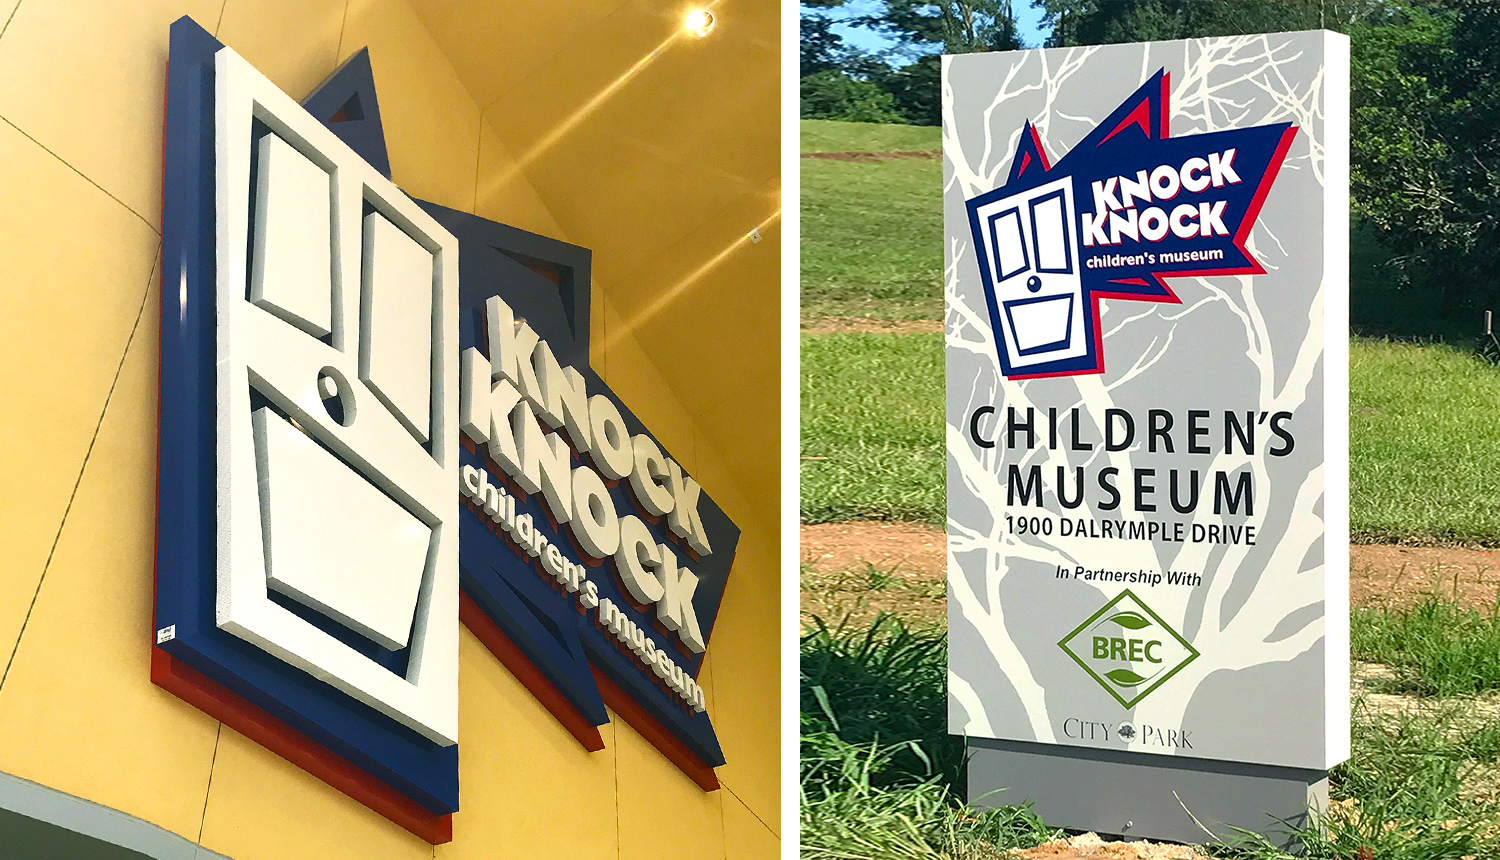 KNOCK
KNOCK
children's museum
KNOCK
KNOCK
children's museum
CHILDREN'S
MUSEUM
1900 DALRYMPLE DRIVE
In Partnership With
BREC
CITY PARK